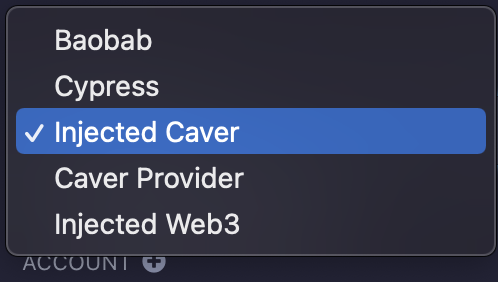 Baobab
Cypress
✓ Injected Caver
Caver Provider
Injected Web3
ACCOUNT